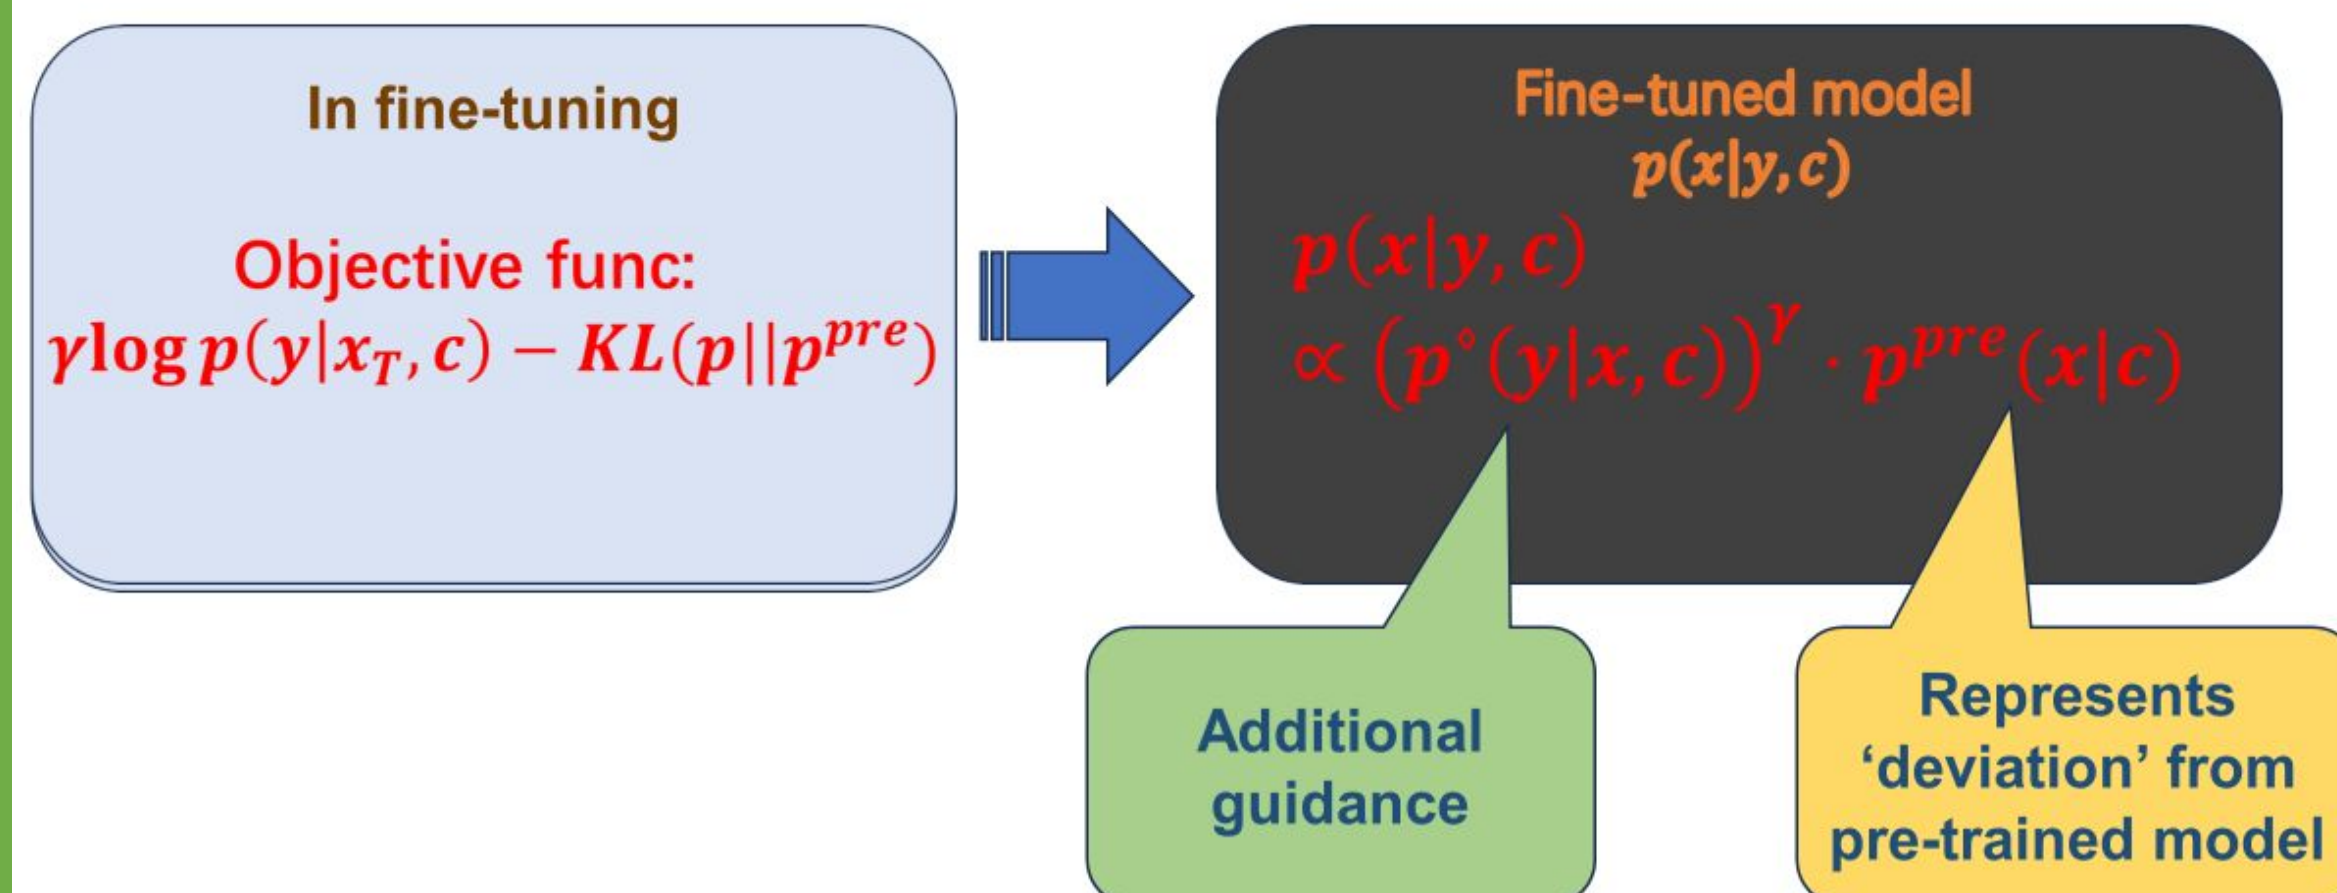 In fine-tuning
Objective func:
γlog p(y|x_T, c) − KL(p||p^{pre})
Fine-tuned model
p(x|y, c)
p(x|y, c)
∝ (p^⋄(y|x, c))^γ · p^{pre}(x|c)
Additional
guidance
Represents
‘deviation’ from
pre-trained model